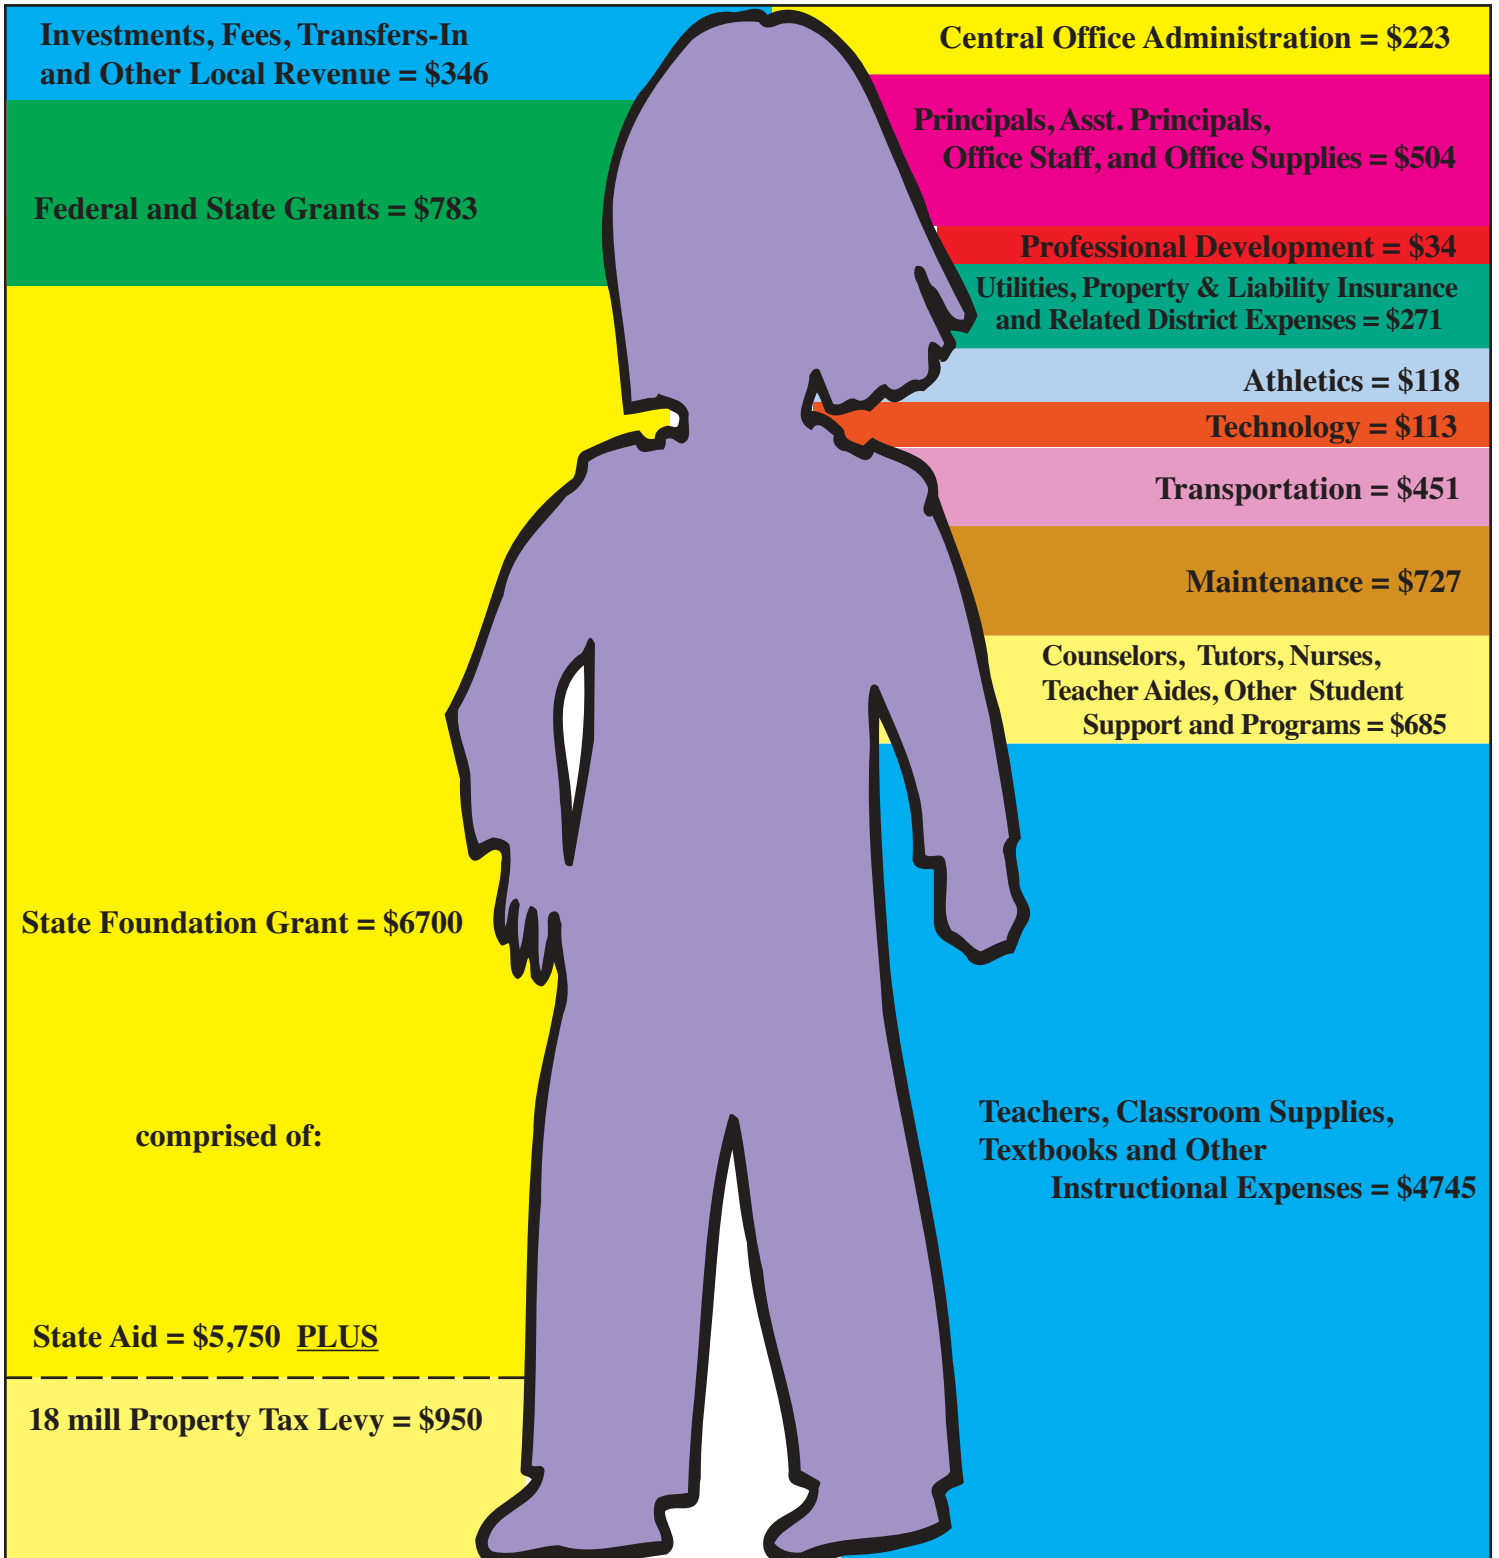 Investments, Fees, Transfers-In
and Other Local Revenue = $346
Federal and State Grants = $783
State Foundation Grant = $6700
comprised of:
State Aid = $5,750 PLUS
18 mill Property Tax Levy = $950
Central Office Administration = $223
Principals, Asst. Principals,
Office Staff, and Office Supplies = $504
Professional Development = $34
Utilities, Property & Liability Insurance
and Related District Expenses = $271
Athletics = $118
Technology = $113
Transportation = $451
Maintenance = $727
Counselors, Tutors, Nurses,
Teacher Aides, Other Student
Support and Programs = $685
Teachers, Classroom Supplies,
Textbooks and Other
Instructional Expenses = $4745